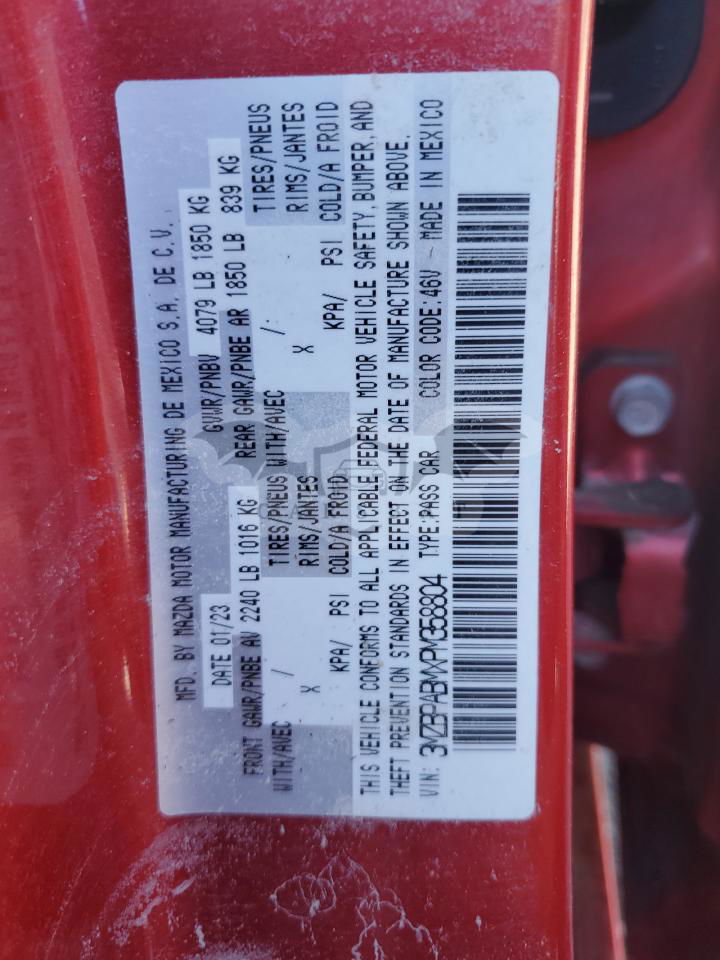 MFD. BY MAZDA MOTOR MANUFACTURING DE MEXICO S.A. DE C.V.
DATE 01/23 GVWR/PNBV 4079 LB 1850 KG
FRONT GAWR/PNBE AV 2240 LB 1016 KG REAR GAWR/PNBE AR 1850 LB 839 KG
WITH/AVEC / TIRES/PNEUS WITH/AVEC / : TIRES/PNEUS
X RIMS/JANTES X RIMS/JANTES
KPA/ PSI COLD/A FROID KPA/ PSI COLD/A FROID
THIS VEHICLE CONFORMS TO ALL APPLICABLE FEDERAL MOTOR VEHICLE SAFETY, BUMPER, AND
THEFT PREVENTION STANDARDS IN EFFECT ON THE DATE OF MANUFACTURE SHOWN ABOVE.
VIN: 3MZBPABMXPM358804 TYPE:PASS CAR COLOR CODE:46V MADE IN MEXICO